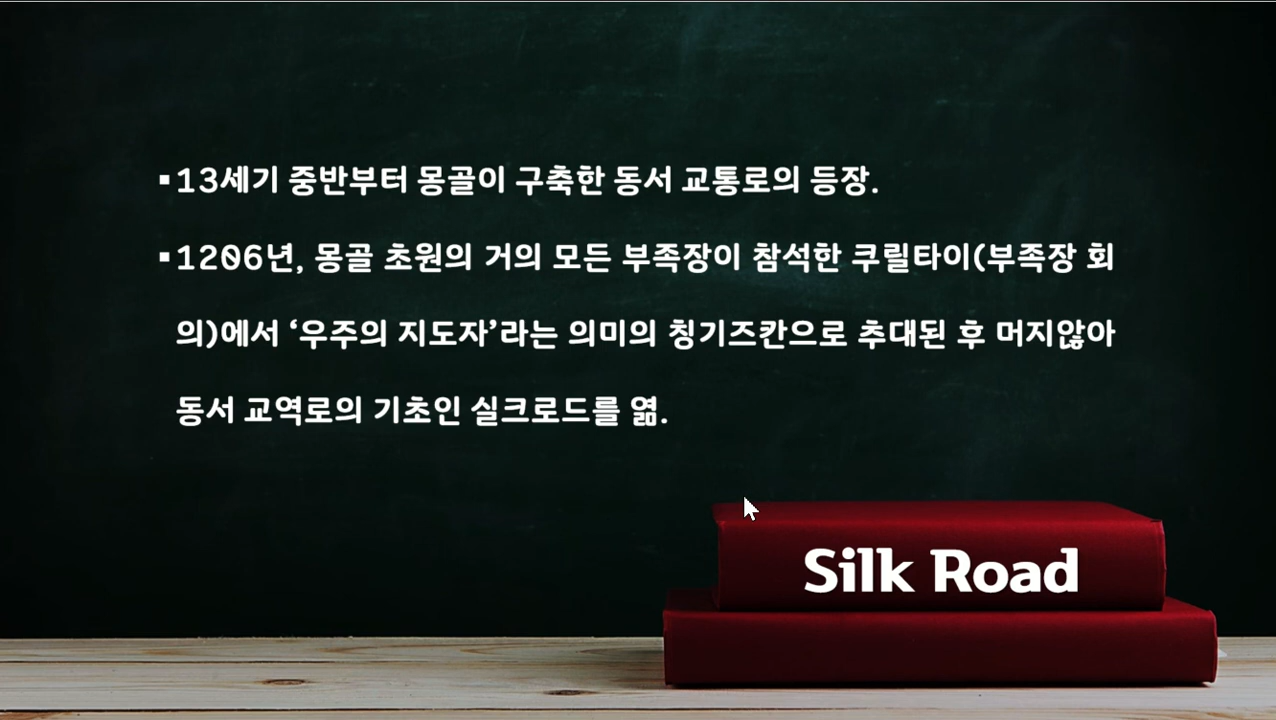 ▪13세기 중반부터 몽골이 구축한 동서 교통로의 등장.
▪1206년, 몽골 초원의 거의 모든 부족장이 참석한 쿠릴타이(부족장 회
의)에서 ‘우주의 지도자’라는 의미의 칭기즈칸으로 추대된 후 머지않아
동서 교역로의 기초인 실크로드를 엶.
Silk Road